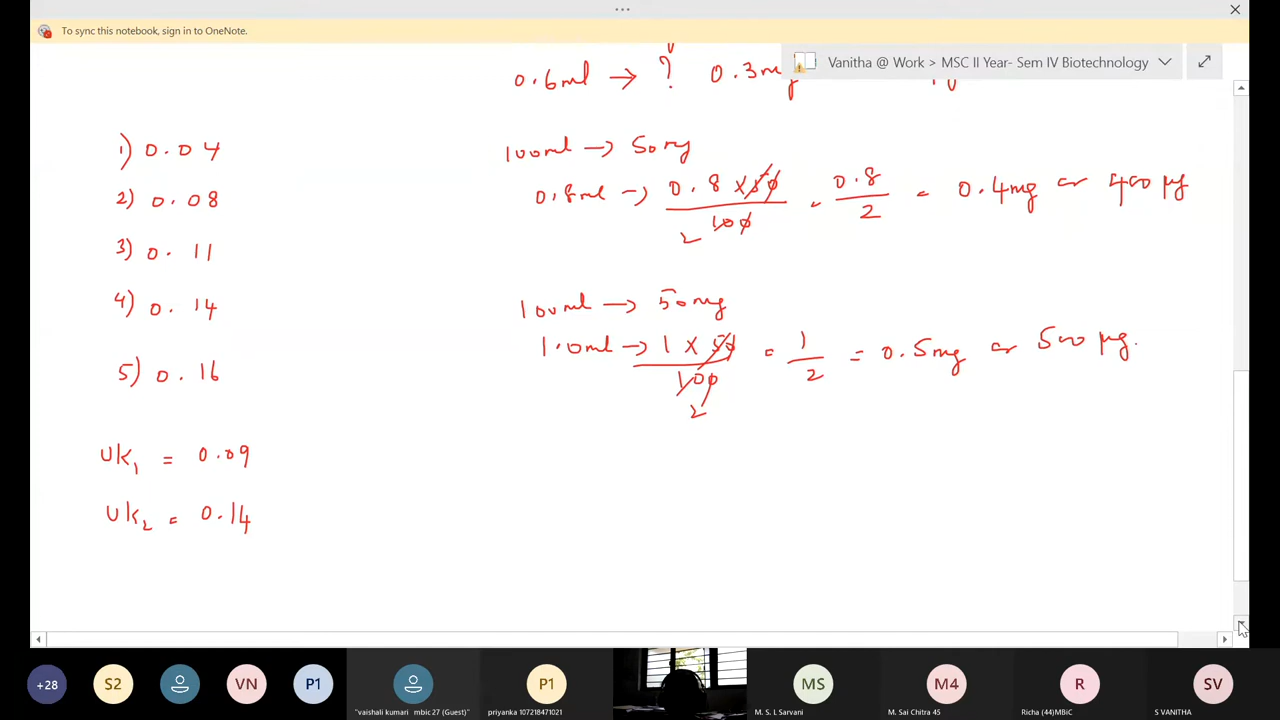 To sync this notebook, sign in to OneNote.
Vanitha @ Work > MSC II Year- Sem IV Biotechnology
0.6ml → ? 0.3mg
1) 0.04
2) 0.08
3) 0.11
4) 0.14
5) 0.16
UK1 = 0.09
UK2 = 0.14
100ml → 50mg
0.8ml → 0.8 x 50 / 100 2 = 0.8 / 2 = 0.4mg or 400 µg
100ml → 50mg
1.0ml → 1 x 50 / 100 2 = 1 / 2 = 0.5mg or 500 µg.
+28
S2
VN
P1
"vaishali kumari mbic 27 (Guest)"
P1
priyanka 107218471021
MS
M. S. L Sarvani
M4
M. Sai Chitra 45
R
Richa (44)MBiC
SV
S VANITHA